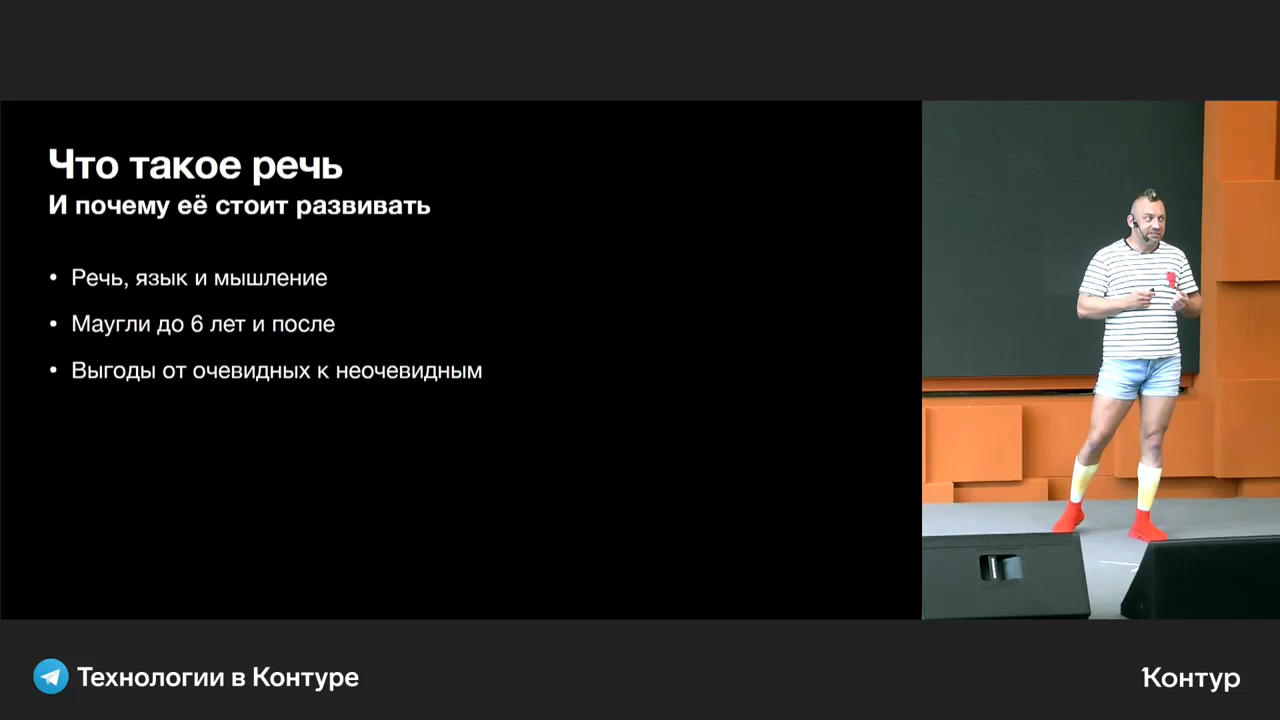 Что такое речь
И почему её стоит развивать
• Речь, язык и мышление
• Маугли до 6 лет и после
• Выгоды от очевидных к неочевидным
Технологии в Контуре
Контур